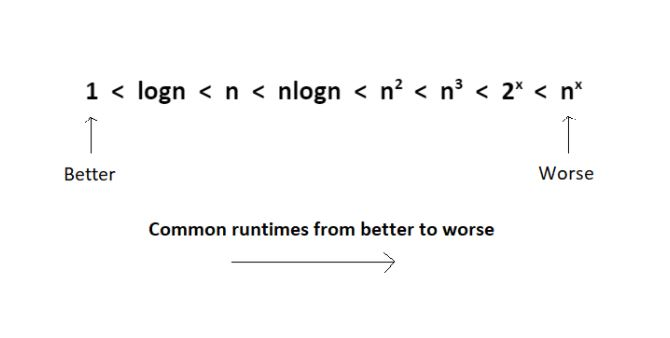 1 < logn < n < nlogn < n² < n³ < 2ˣ < nˣ
Better Worse
Common runtimes from better to worse